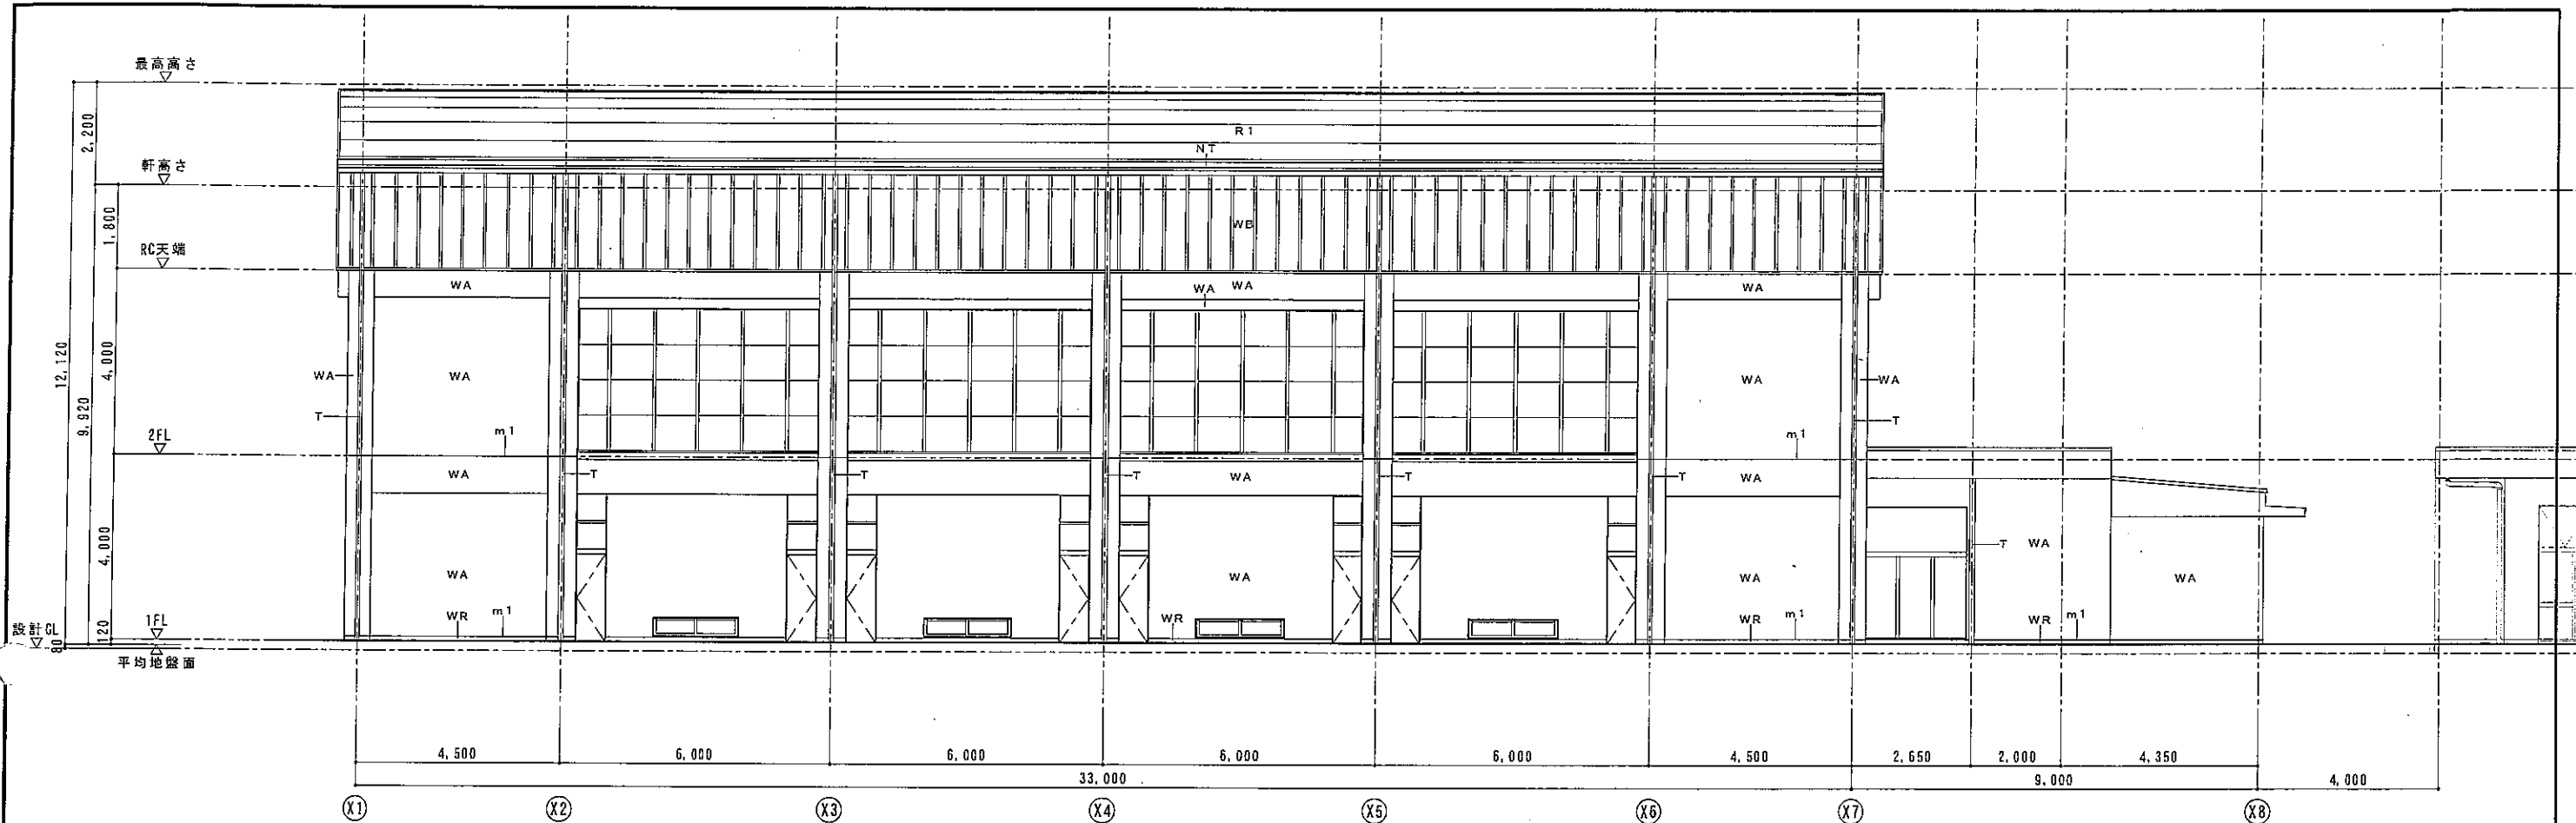 最高高さ
2,200
R1
NT
軒高さ
1,800
WB
RC天端
WA
WA
WA
WA
12,120
9,920
4,000
WA
WA
WA
WA
T
T
2FL
m1
m1
WA
T
T
T
WA
T
T
WA
4,000
T
WA
WA
WA
WA
WA
WR
m1
WR
WR
m1
WR
m1
設計GL
1FL
120
80
平均地盤面
4,500
6,000
6,000
6,000
6,000
4,500
2,650
2,000
4,350
33,000
9,000
4,000
X1
X2
X3
X4
X5
X6
X7
X8